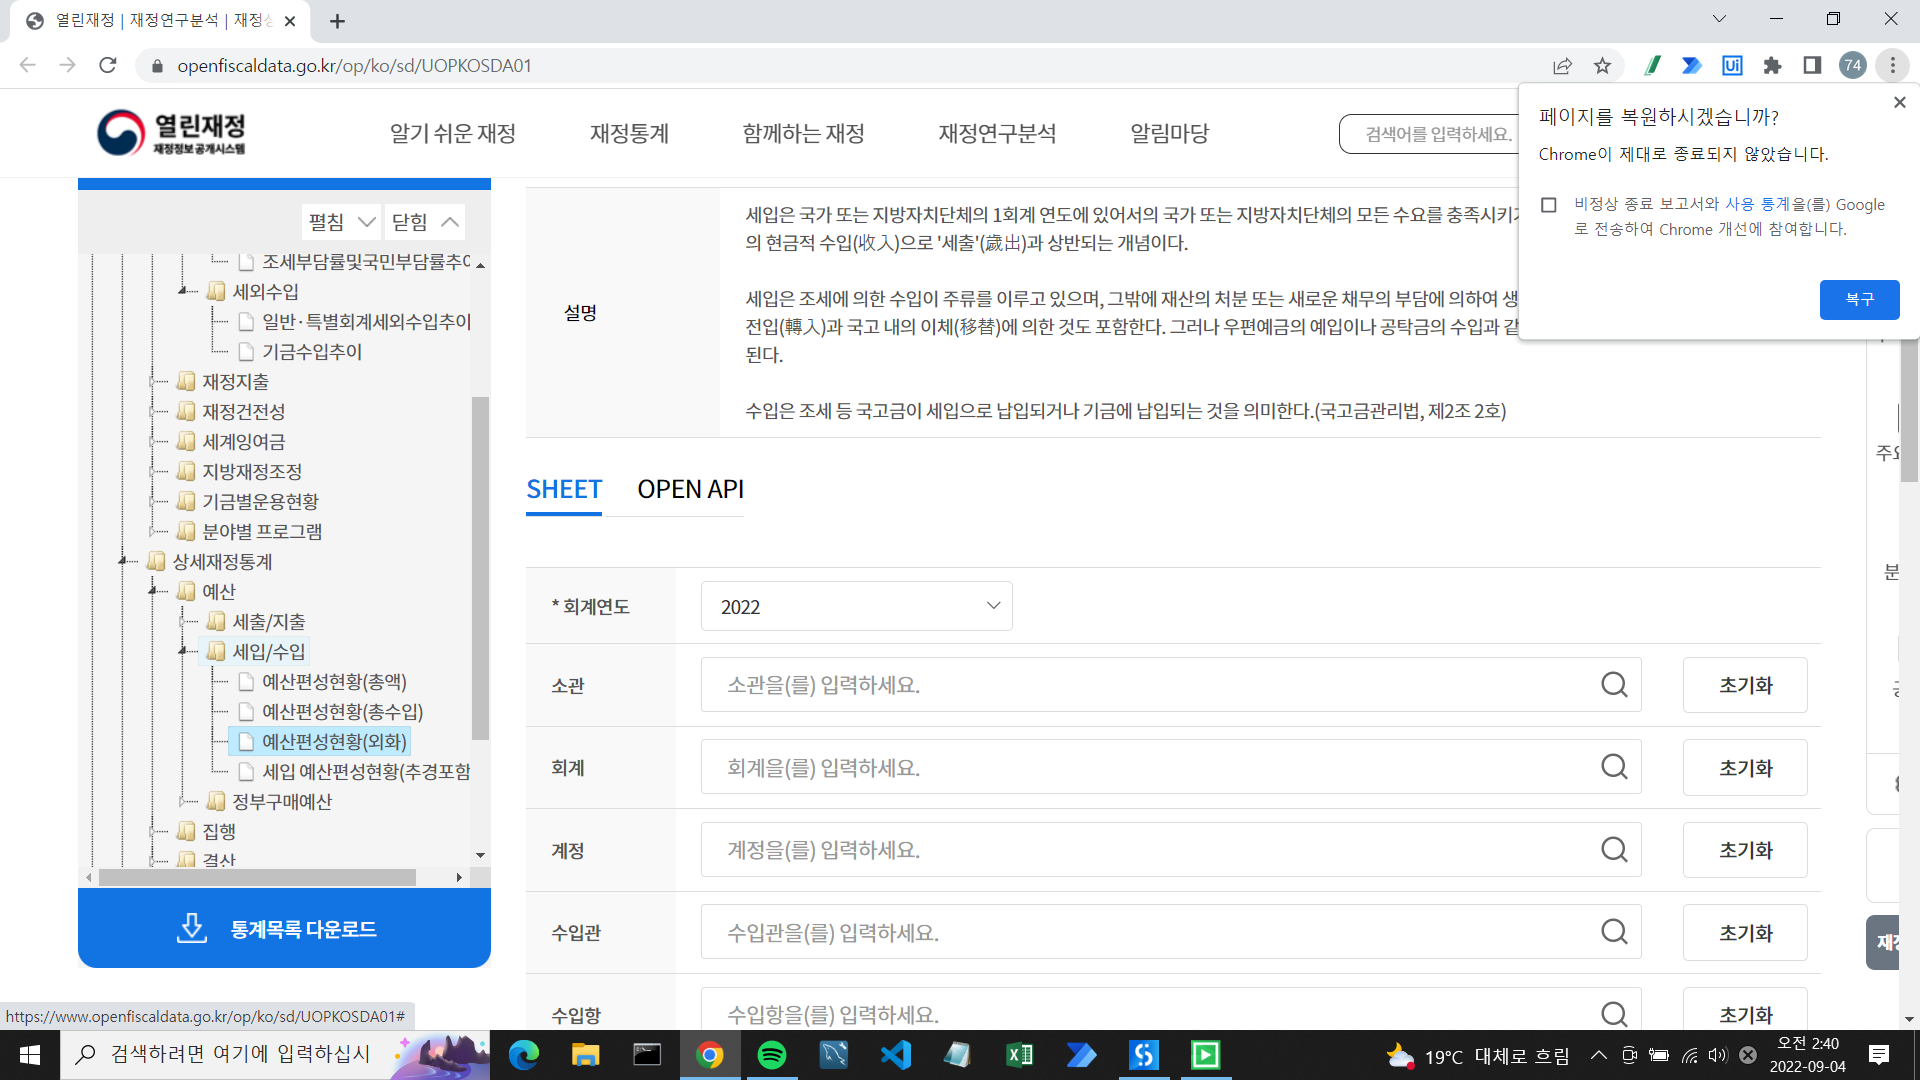 열린재정 | 재정연구분석 | 재정상
openfiscaldata.go.kr/op/ko/sd/UOPKOSDA01
Ui
74
열린재정
재정정보공개시스템
알기 쉬운 재정
재정통계
함께하는 재정
재정연구분석
알림마당
검색어를 입력하세요.
페이지를 복원하시겠습니까?
Chrome이 제대로 종료되지 않았습니다.
비정상 종료 보고서와 사용 통계을(를) Google
로 전송하여 Chrome 개선에 참여합니다.
복구
펼침
닫힘
조세부담률및국민부담률추이
세외수입
일반·특별회계세외수입추이
기금수입추이
재정지출
재정건전성
세계잉여금
지방재정조정
기금별운용현황
분야별 프로그램
상세재정통계
예산
세출/지출
세입/수입
예산편성현황(총액)
예산편성현황(총수입)
예산편성현황(외화)
세입 예산편성현황(추경포함
정부구매예산
집행
결산
통계목록 다운로드
설명
세입은 국가 또는 지방자치단체의 1회계 연도에 있어서의 국가 또는 지방자치단체의 모든 수요를 충족시키기
의 현금적 수입(收入)으로 '세출'(歲出)과 상반되는 개념이다.
세입은 조세에 의한 수입이 주류를 이루고 있으며, 그밖에 재산의 처분 또는 새로운 채무의 부담에 의하여 생
전입(轉入)과 국고 내의 이체(移替)에 의한 것도 포함한다. 그러나 우편예금의 예입이나 공탁금의 수입과 같
된다.
수입은 조세 등 국고금이 세입으로 납입되거나 기금에 납입되는 것을 의미한다.(국고금관리법, 제2조 2호)
SHEET
OPEN API
* 회계연도
2022
소관
소관을(를) 입력하세요.
초기화
회계
회계을(를) 입력하세요.
초기화
계정
계정을(를) 입력하세요.
초기화
수입관
수입관을(를) 입력하세요.
초기화
수입항
수입항을(를) 입력하세요.
초기화
주요
분
재정
https://www.openfiscaldata.go.kr/op/ko/sd/UOPKOSDA01#
검색하려면 여기에 입력하십시
19°C 대체로 흐림
오전 2:40
2022-09-04